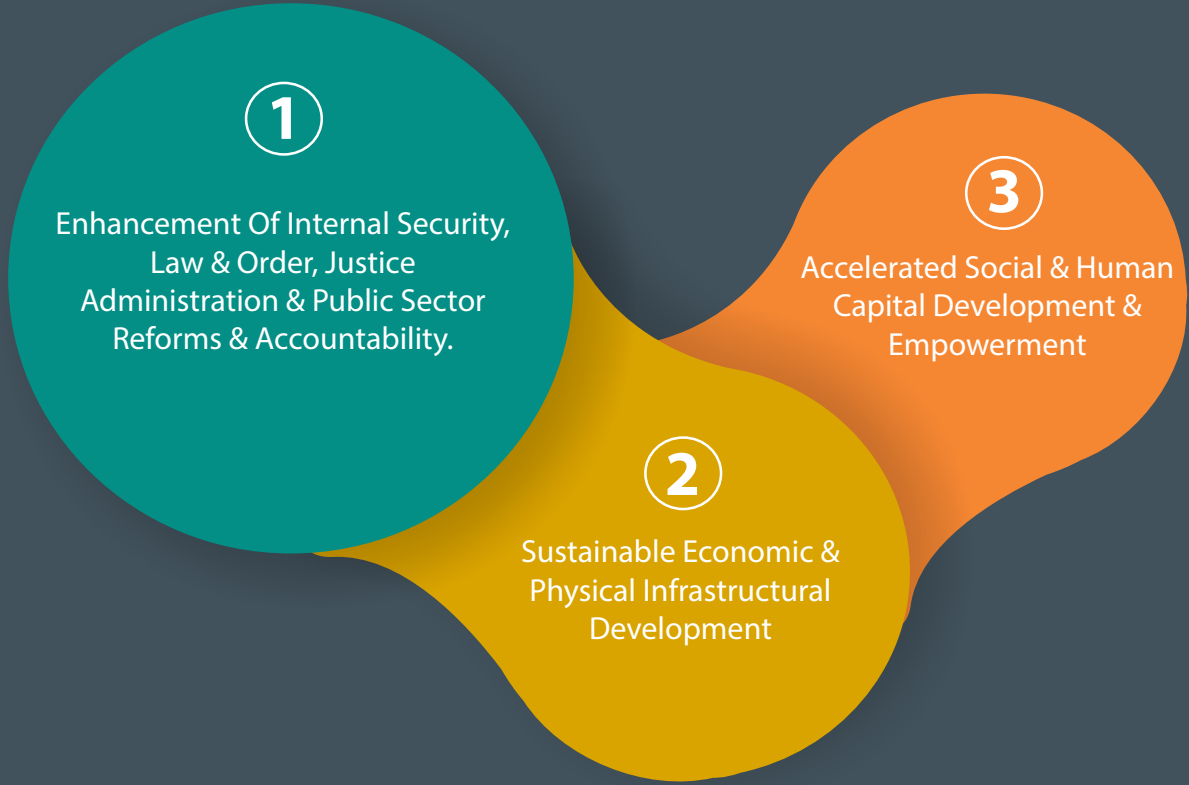 1
Enhancement Of Internal Security,
Law & Order, Justice
Administration & Public Sector
Reforms & Accountability.
2
Sustainable Economic &
Physical Infrastructural
Development
3
Accelerated Social & Human
Capital Development &
Empowerment